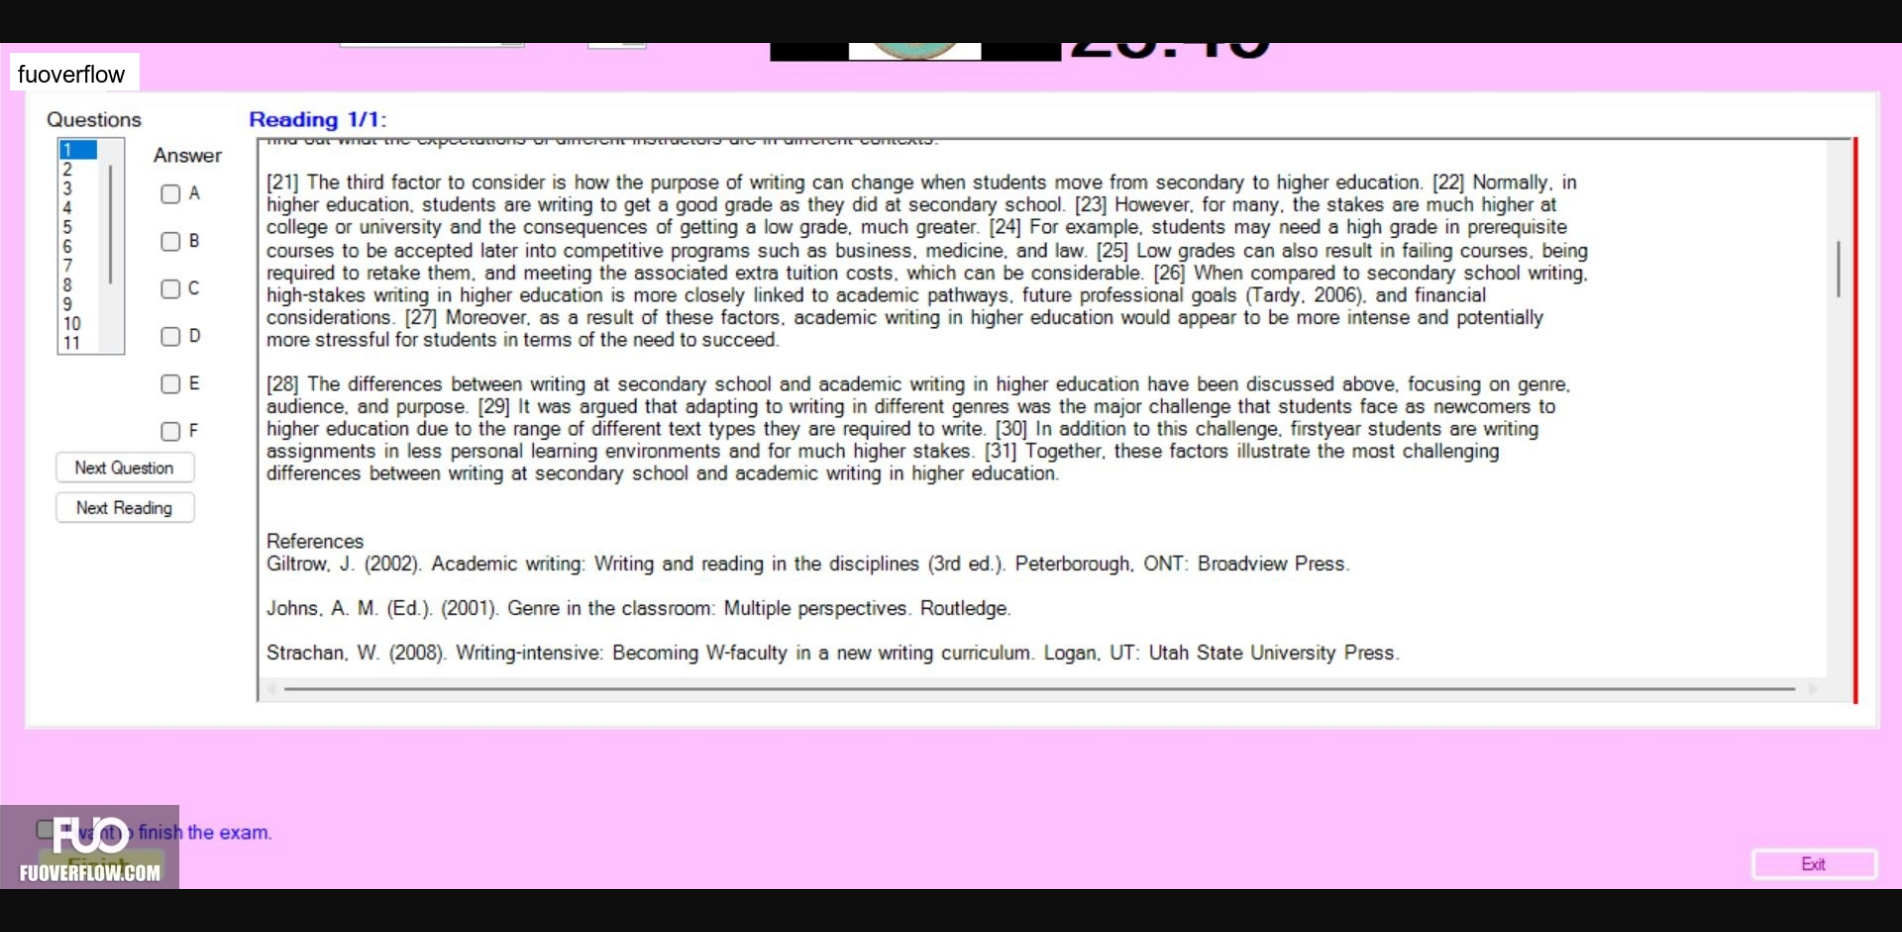 fuoverflow
Questions
Reading 1/1:
Answer
1
2
3
4
5
6
7
8
9
10
11
A
B
C
D
E
F
Next Question
Next Reading
find out what the expectations of different instructors are in different contexts.
[21] The third factor to consider is how the purpose of writing can change when students move from secondary to higher education. [22] Normally, in
higher education, students are writing to get a good grade as they did at secondary school. [23] However, for many, the stakes are much higher at
college or university and the consequences of getting a low grade, much greater. [24] For example, students may need a high grade in prerequisite
courses to be accepted later into competitive programs such as business, medicine, and law. [25] Low grades can also result in failing courses, being
required to retake them, and meeting the associated extra tuition costs, which can be considerable. [26] When compared to secondary school writing,
high-stakes writing in higher education is more closely linked to academic pathways, future professional goals (Tardy, 2006), and financial
considerations. [27] Moreover, as a result of these factors, academic writing in higher education would appear to be more intense and potentially
more stressful for students in terms of the need to succeed.
[28] The differences between writing at secondary school and academic writing in higher education have been discussed above, focusing on genre,
audience, and purpose. [29] It was argued that adapting to writing in different genres was the major challenge that students face as newcomers to
higher education due to the range of different text types they are required to write. [30] In addition to this challenge, firstyear students are writing
assignments in less personal learning environments and for much higher stakes. [31] Together, these factors illustrate the most challenging
differences between writing at secondary school and academic writing in higher education.
References
Giltrow, J. (2002). Academic writing: Writing and reading in the disciplines (3rd ed.). Peterborough, ONT: Broadview Press.
Johns, A. M. (Ed.). (2001). Genre in the classroom: Multiple perspectives. Routledge.
Strachan, W. (2008). Writing-intensive: Becoming W-faculty in a new writing curriculum. Logan, UT: Utah State University Press.
want to finish the exam.
FUO
FUOVERFLOW.COM
Exit